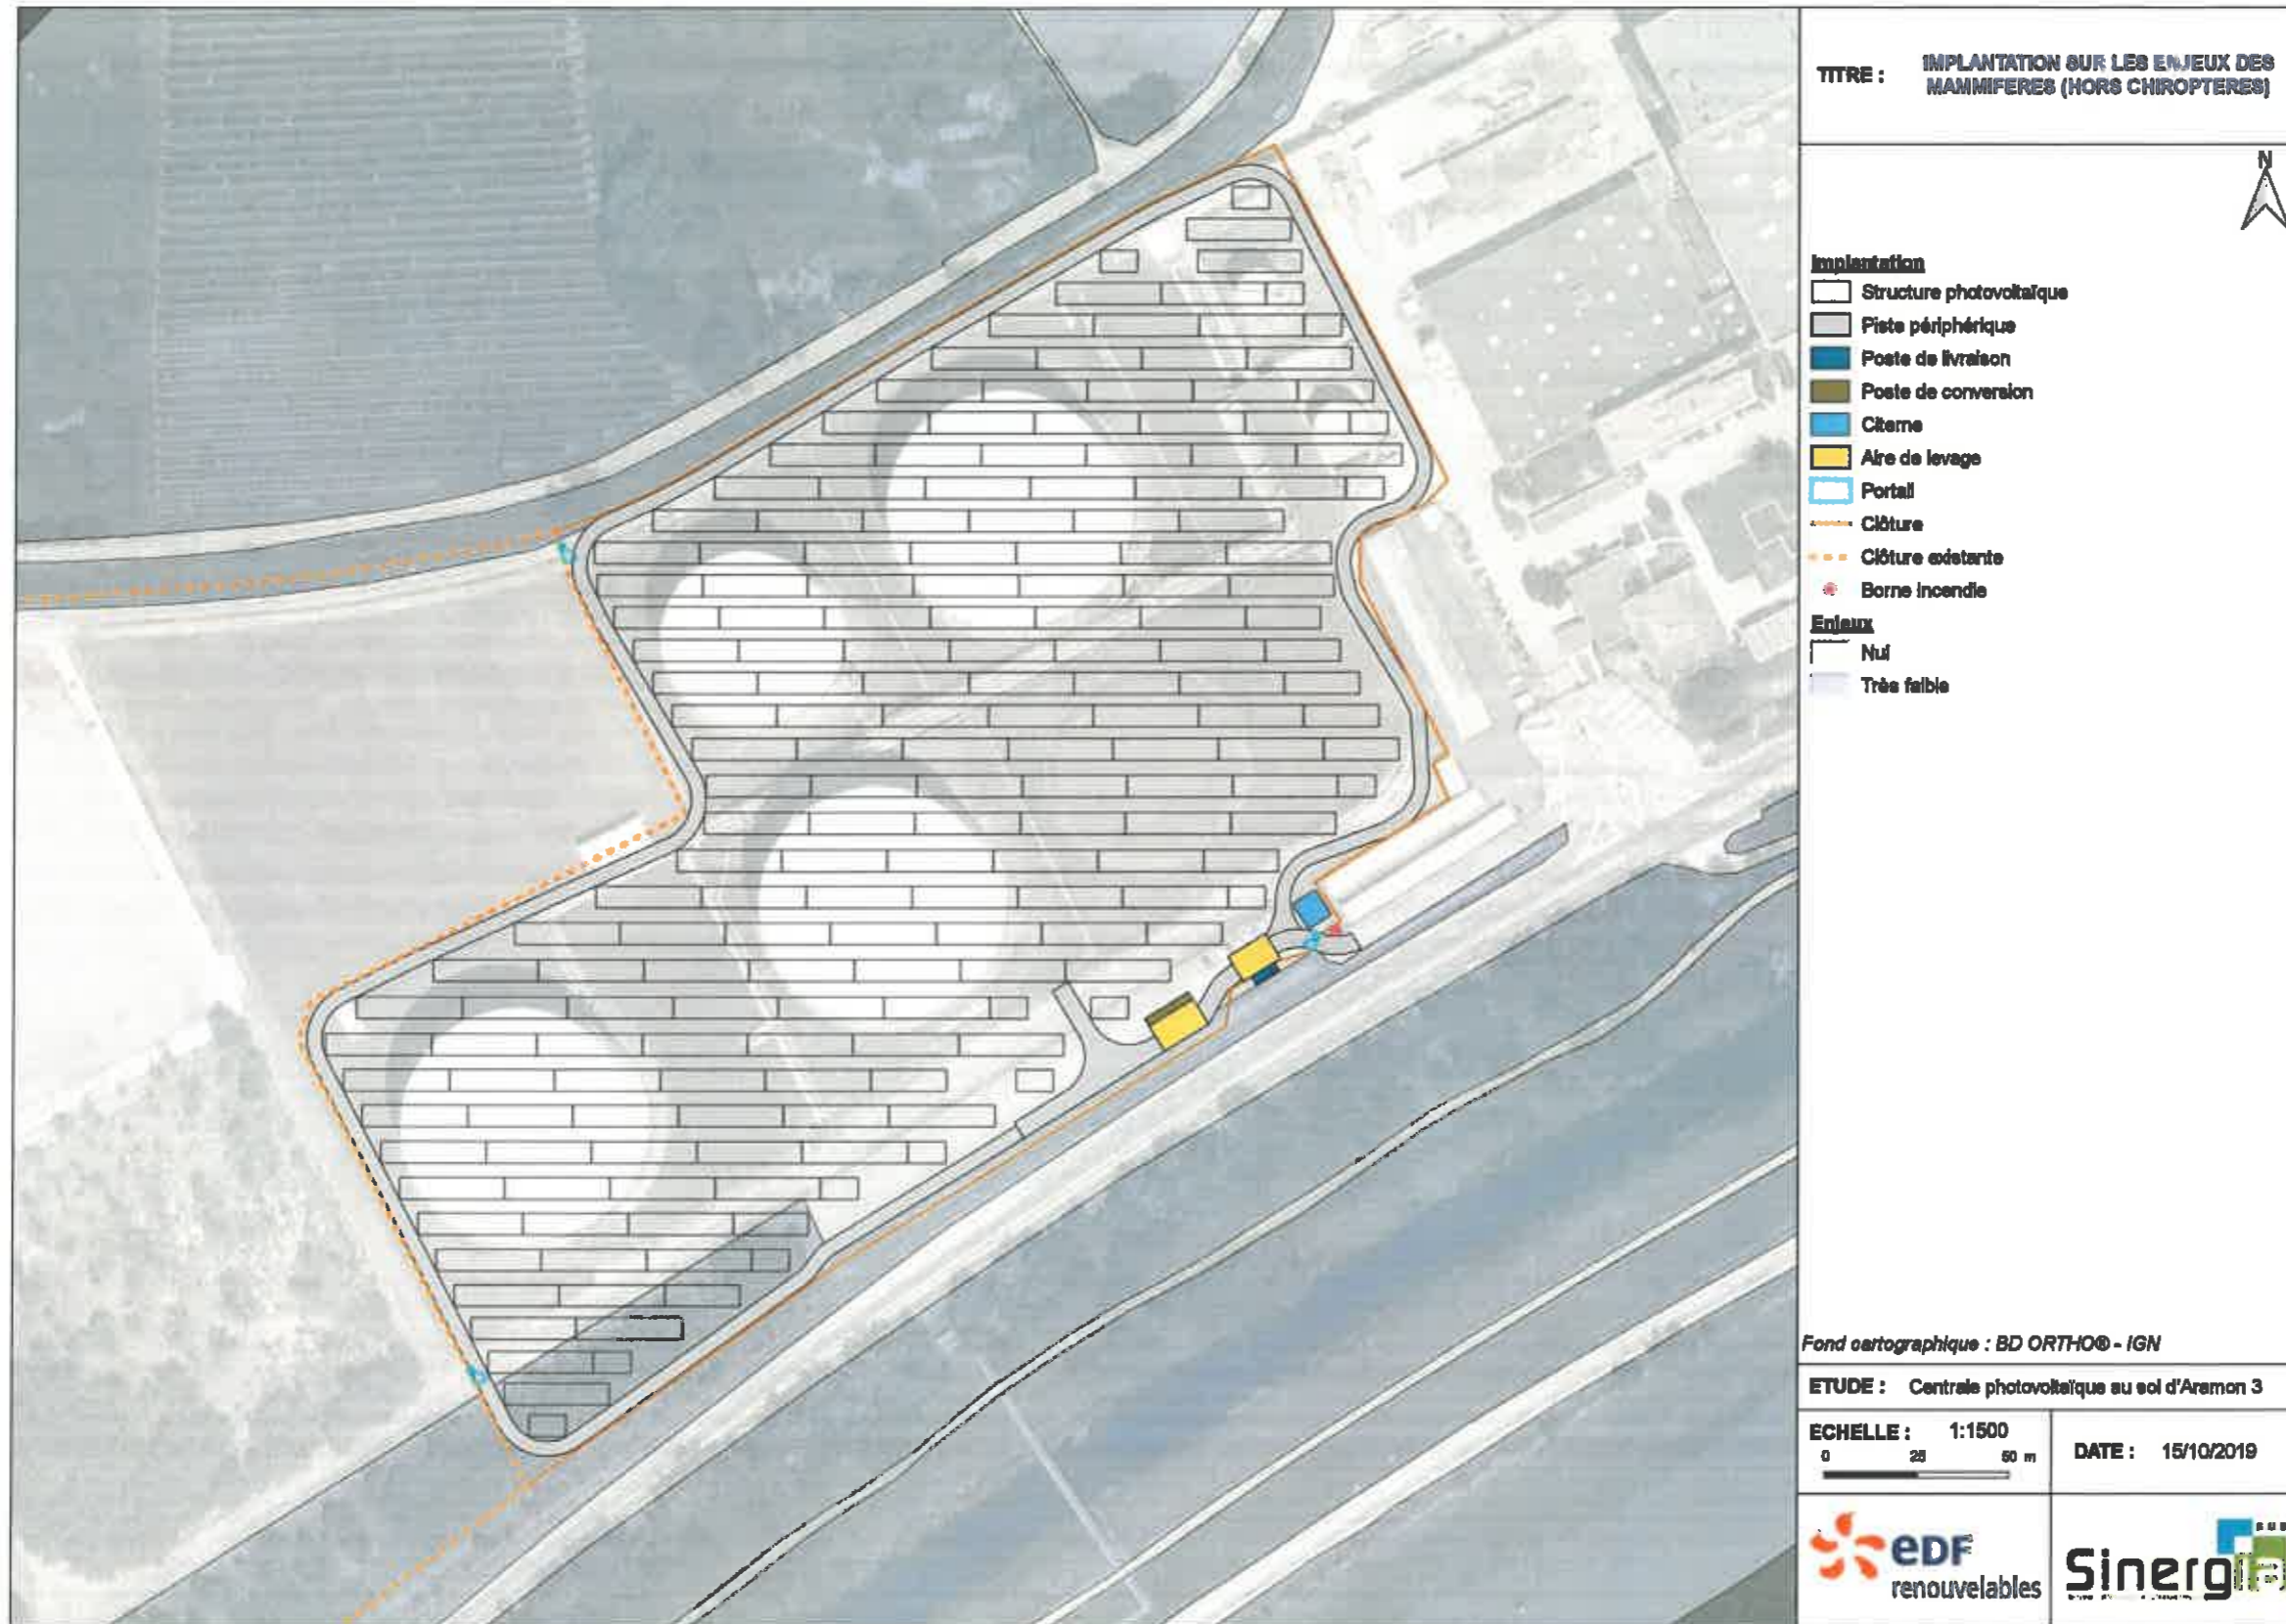 TITRE : IMPLANTATION SUR LES ENJEUX DES
MAMMIFERES (HORS CHIROPTERES)
N
Implantation
Structure photovoltaïque
Piste périphérique
Poste de livraison
Poste de conversion
Citerne
Aire de levage
Portail
Clôture
Clôture existante
Borne incendie
Enjeux
Nul
Très faible
Fond cartographique : BD ORTHO® - IGN
ETUDE : Centrale photovoltaïque au sol d'Aramon 3
ECHELLE : 1:1500
0 25 50 m
DATE : 15/10/2019
eDF
renouvelables
Sinerg